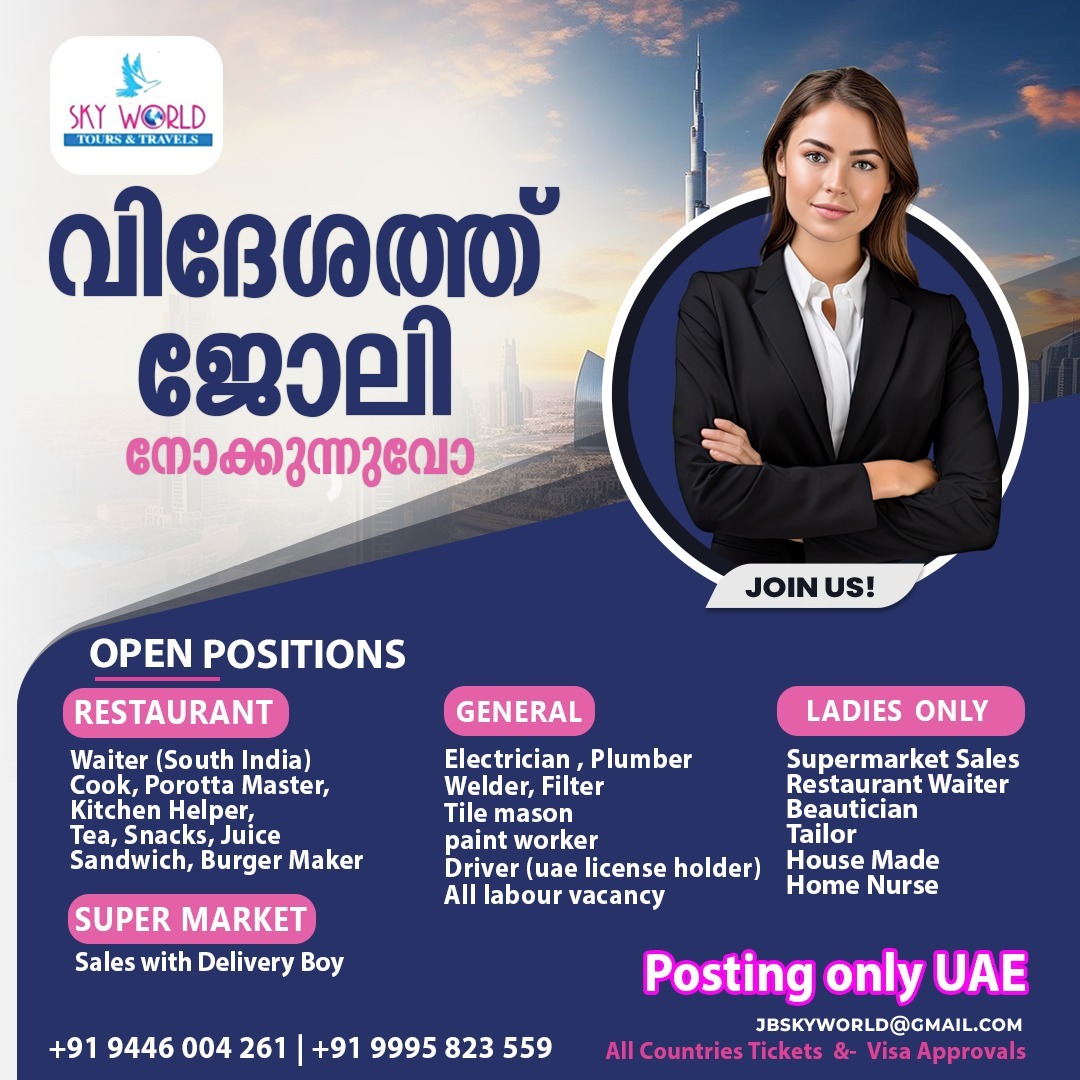 SKY WORLD
TOURS & TRAVELS
വിദേശത്ത്
ജോലി
നോക്കുന്നുവോ
JOIN US!
OPEN POSITIONS
RESTAURANT
Waiter (South India)
Cook, Porotta Master,
Kitchen Helper,
Tea, Snacks, Juice
Sandwich, Burger Maker
SUPER MARKET
Sales with Delivery Boy
GENERAL
Electrician , Plumber
Welder, Filter
Tile mason
paint worker
Driver (uae license holder)
All labour vacancy
LADIES ONLY
Supermarket Sales
Restaurant Waiter
Beautician
Tailor
House Made
Home Nurse
Posting only UAE
JBSKYWORLD@GMAIL.COM
+91 9446 004 261 | +91 9995 823 559
All Countries Tickets &- Visa Approvals